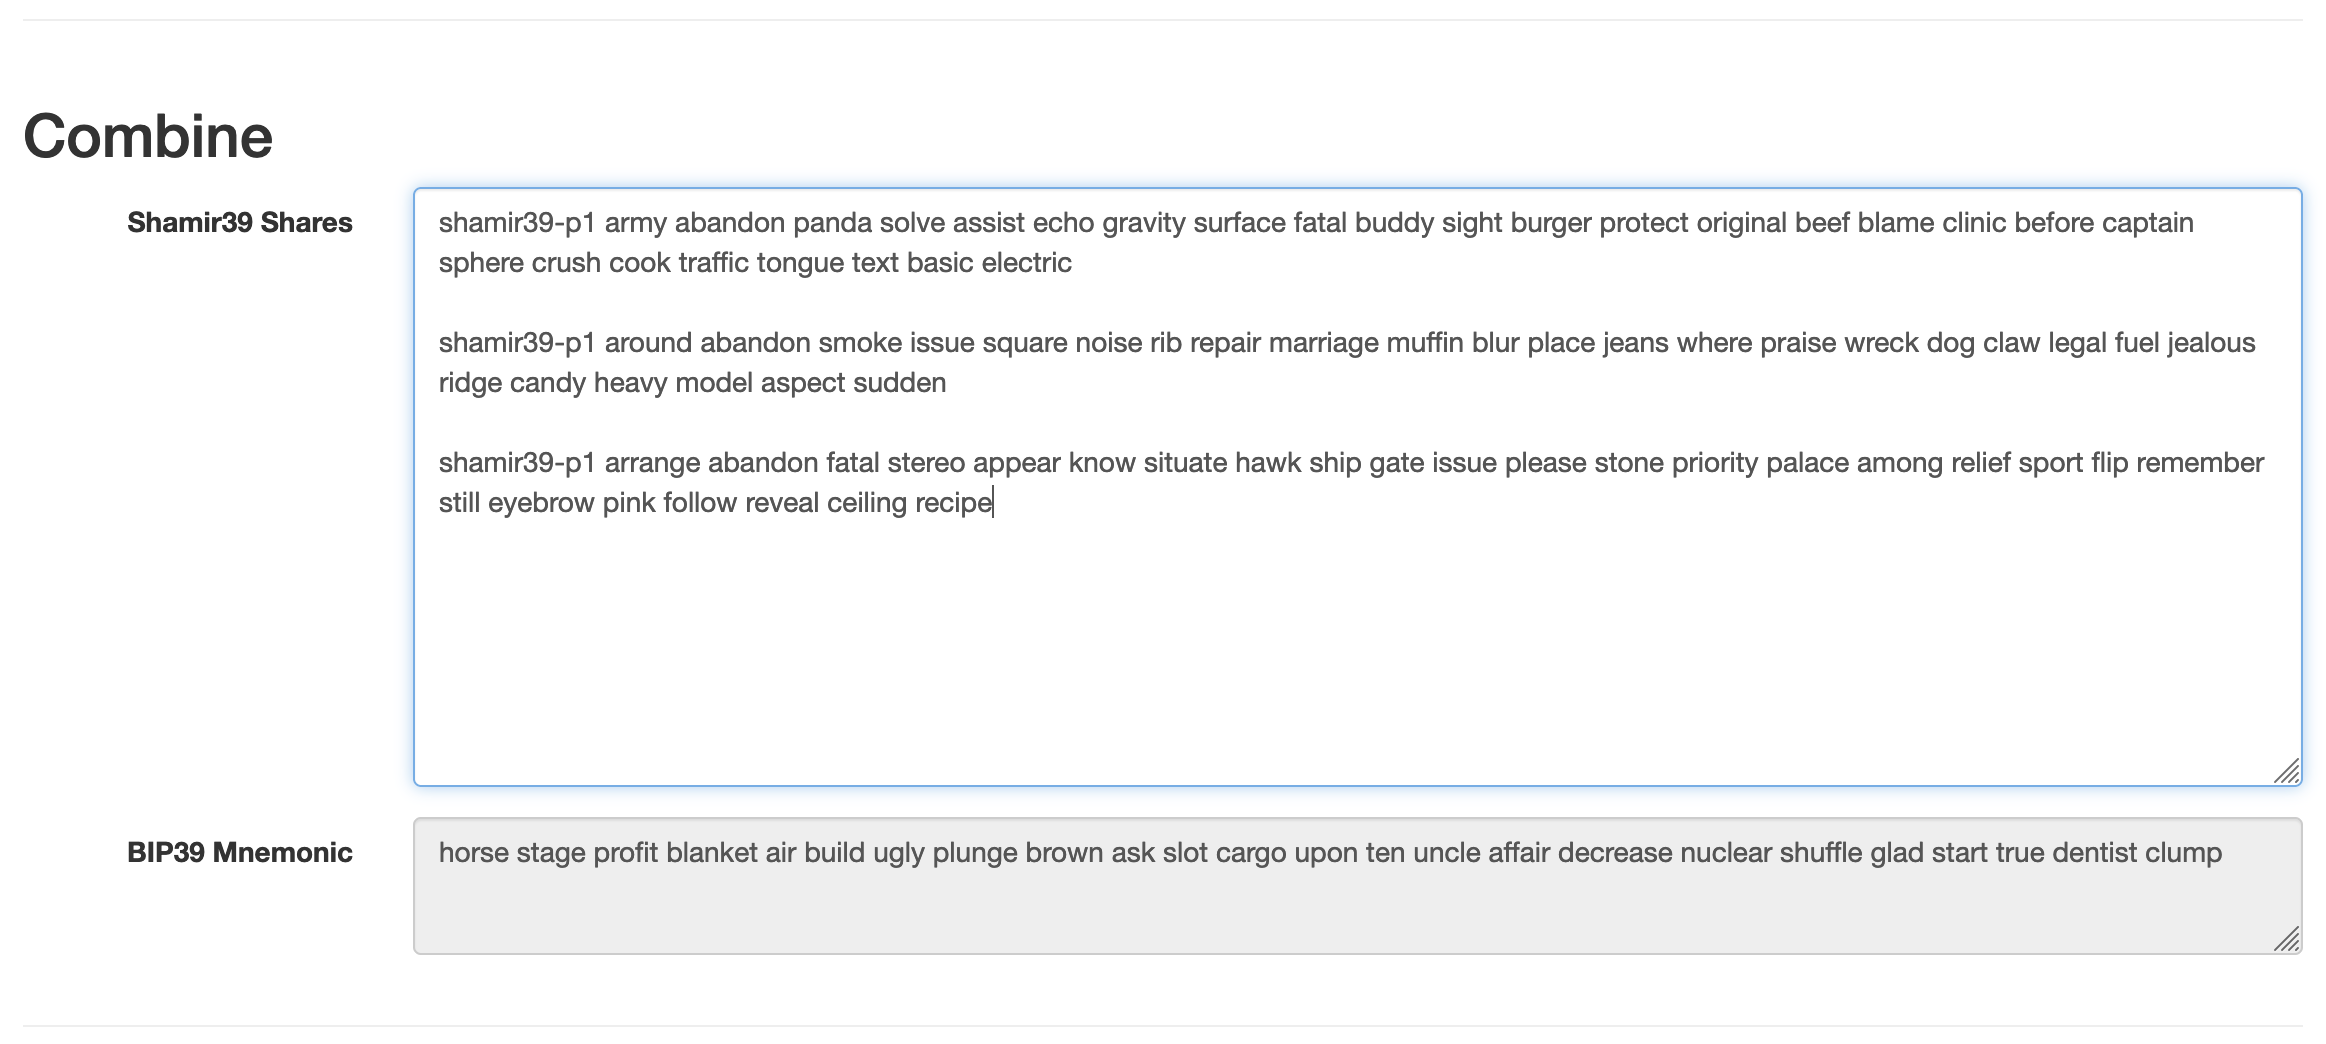 Combine
Shamir39 Shares
shamir39-p1 army abandon panda solve assist echo gravity surface fatal buddy sight burger protect original beef blame clinic before captain
sphere crush cook traffic tongue text basic electric
shamir39-p1 around abandon smoke issue square noise rib repair marriage muffin blur place jeans where praise wreck dog claw legal fuel jealous
ridge candy heavy model aspect sudden
shamir39-p1 arrange abandon fatal stereo appear know situate hawk ship gate issue please stone priority palace among relief sport flip remember
still eyebrow pink follow reveal ceiling recipe
BIP39 Mnemonic
horse stage profit blanket air build ugly plunge brown ask slot cargo upon ten uncle affair decrease nuclear shuffle glad start true dentist clump